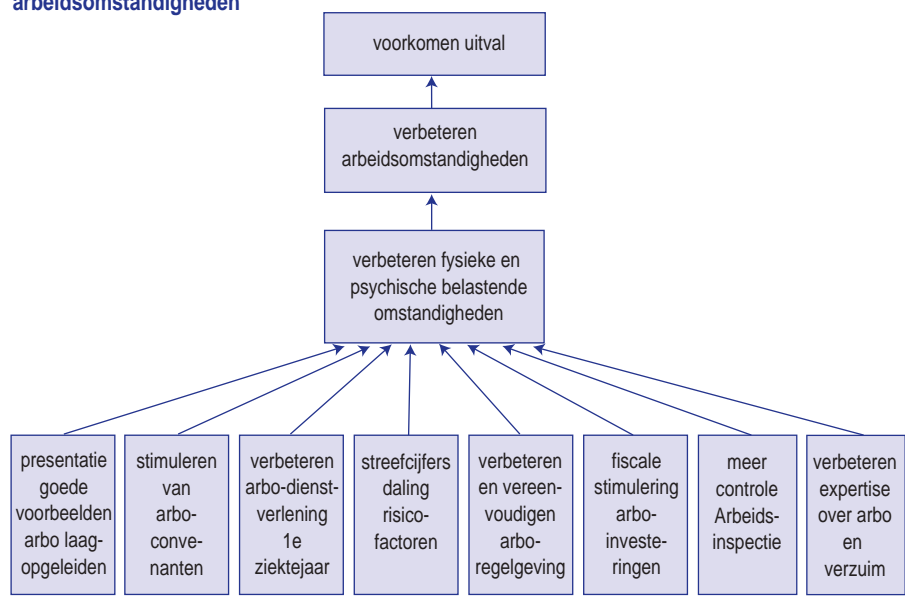 arbeidsomstandigheden
voorkomen uitval
verbeteren
arbeidsomstandigheden
verbeteren fysieke en
psychische belastende
omstandigheden
presentatie
goede
voorbeelden
arbo laag-
opgeleiden
stimuleren
van
arbo-
conve-
nanten
verbeteren
arbo-dienst-
verlening
1e
ziektejaar
streefcijfers
daling
risico-
factoren
verbeteren
en vereen-
voudigen
arbo-
regelgeving
fiscale
stimulering
arbo-
investe-
ringen
meer
controle
Arbeids-
inspectie
verbeteren
expertise
over arbo
en
verzuim